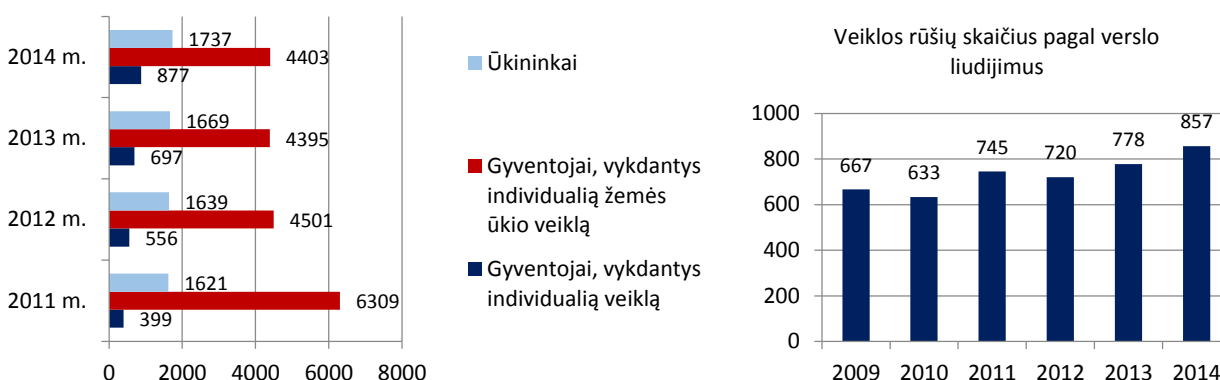 2014 m.
1737
4403
877
2013 m.
1669
4395
697
2012 m.
1639
4501
556
2011 m.
1621
6309
399
0 2000 4000 6000 8000
Ūkininkai
Gyventojai, vykdantys
individualią žemės
ūkio veiklą
Gyventojai, vykdantys
individualią veiklą
Veiklos rūšių skaičius pagal verslo
liudijimus
1000
800
600
400
200
0
667 633 745 720 778 857
2009 2010 2011 2012 2013 2014